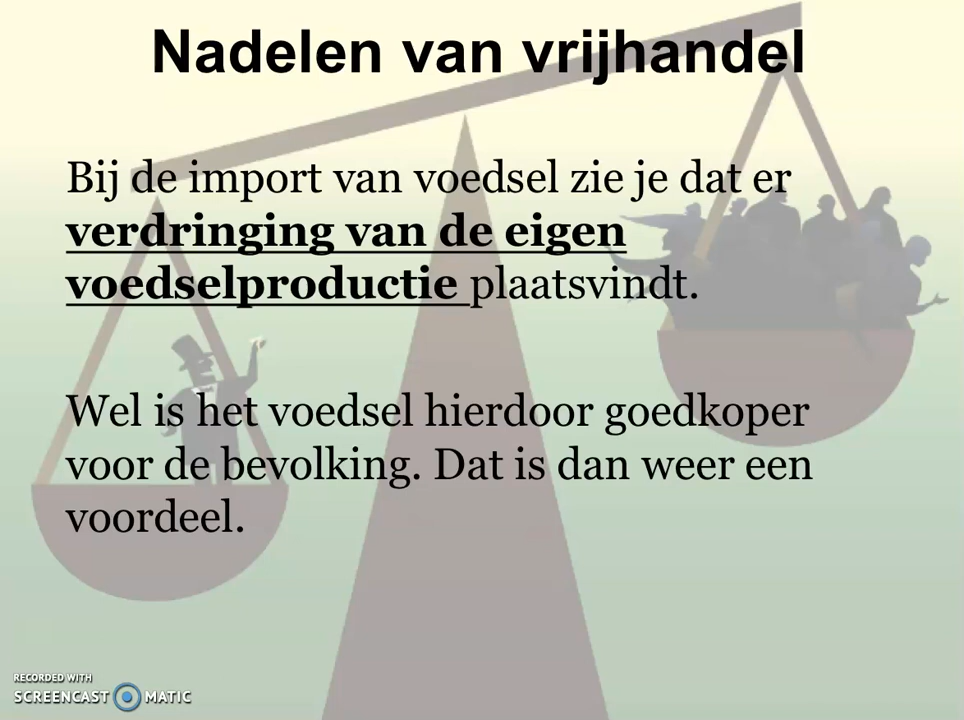 Nadelen van vrijhandel
Bij de import van voedsel zie je dat er
verdringing van de eigen
voedselproductie plaatsvindt.
Wel is het voedsel hierdoor goedkoper
voor de bevolking. Dat is dan weer een
voordeel.
RECORDED WITH
SCREENCAST MATIC